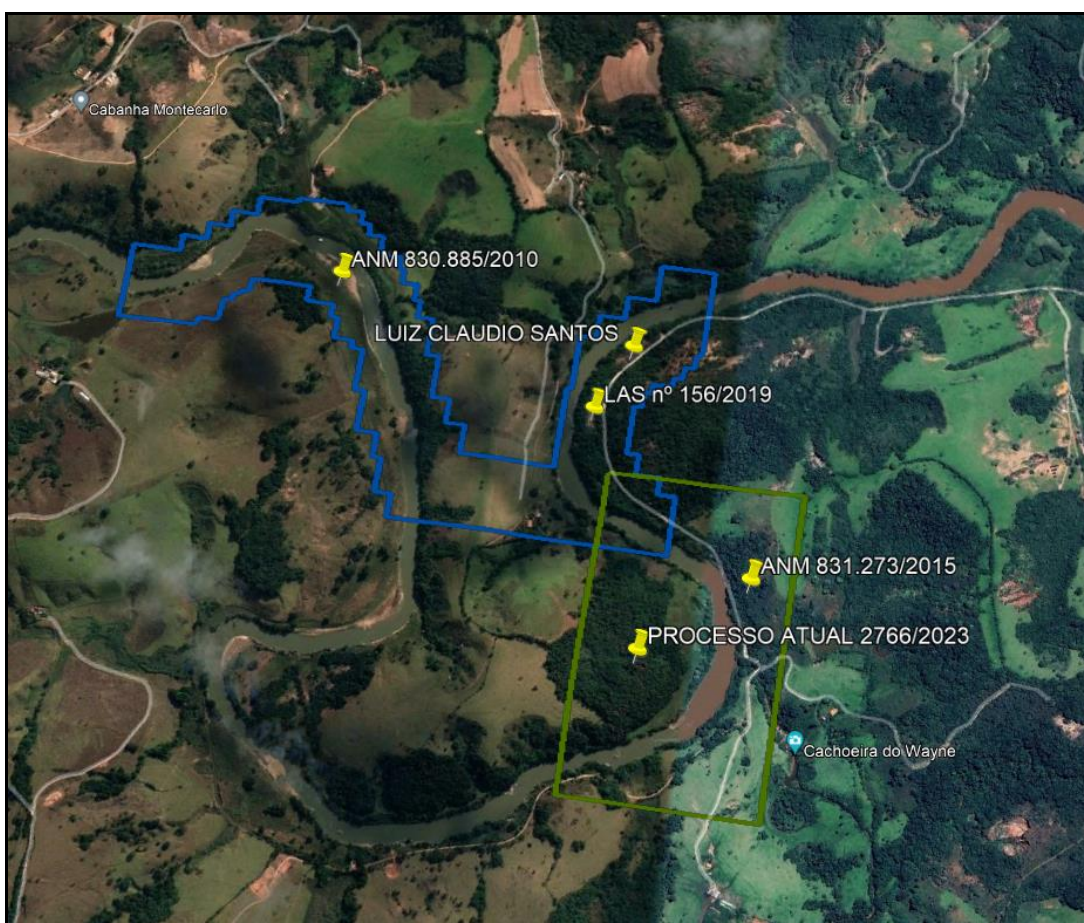 Cabanha Montecarlo
ANM 830.885/2010
LUIZ CLAUDIO SANTOS
LAS nº 156/2019
ANM 831.273/2015
PROCESSO ATUAL 2766/2023
Cachoeira do Wayne